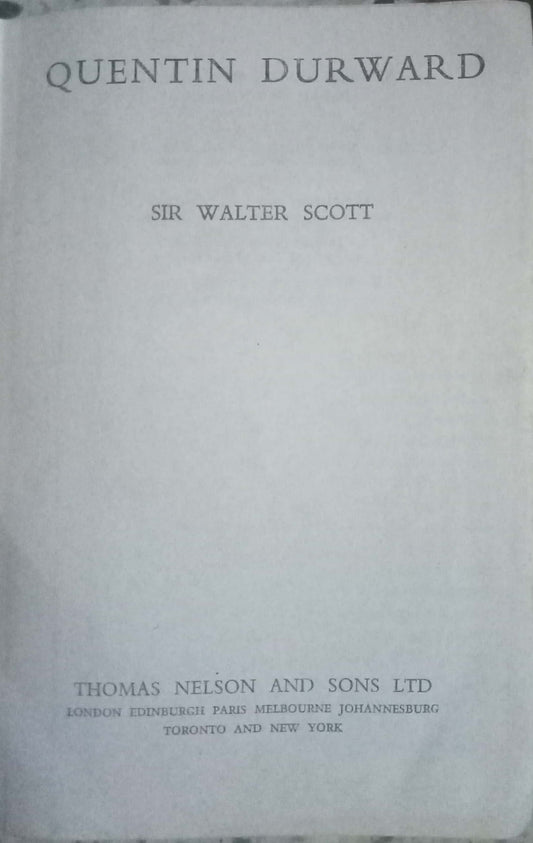 QUENTIN DURWARD
SIR WALTER SCOTT
THOMAS NELSON AND SONS LTD
LONDON EDINBURGH PARIS MELBOURNE JOHANNESBURG
TORONTO AND NEW YORK